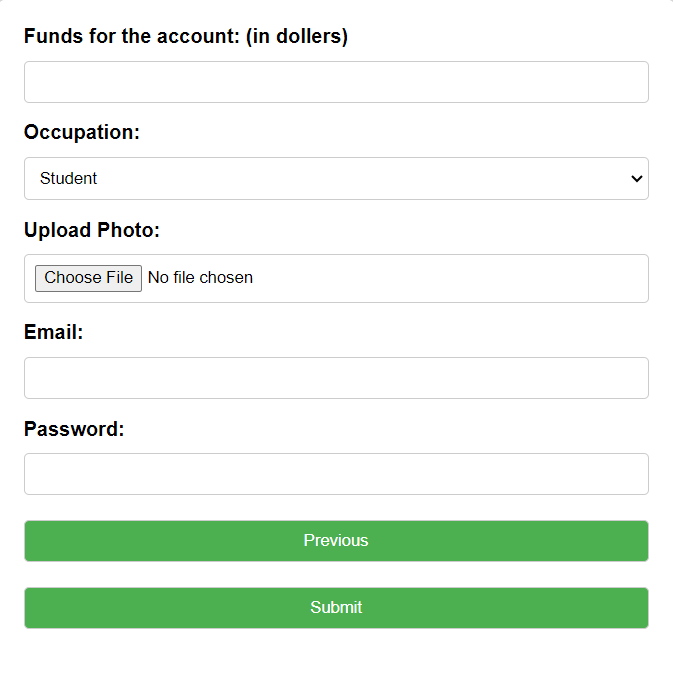 Funds for the account: (in dollers)
Occupation:
Student
Upload Photo:
Choose File No file chosen
Email:
Password:
Previous
Submit